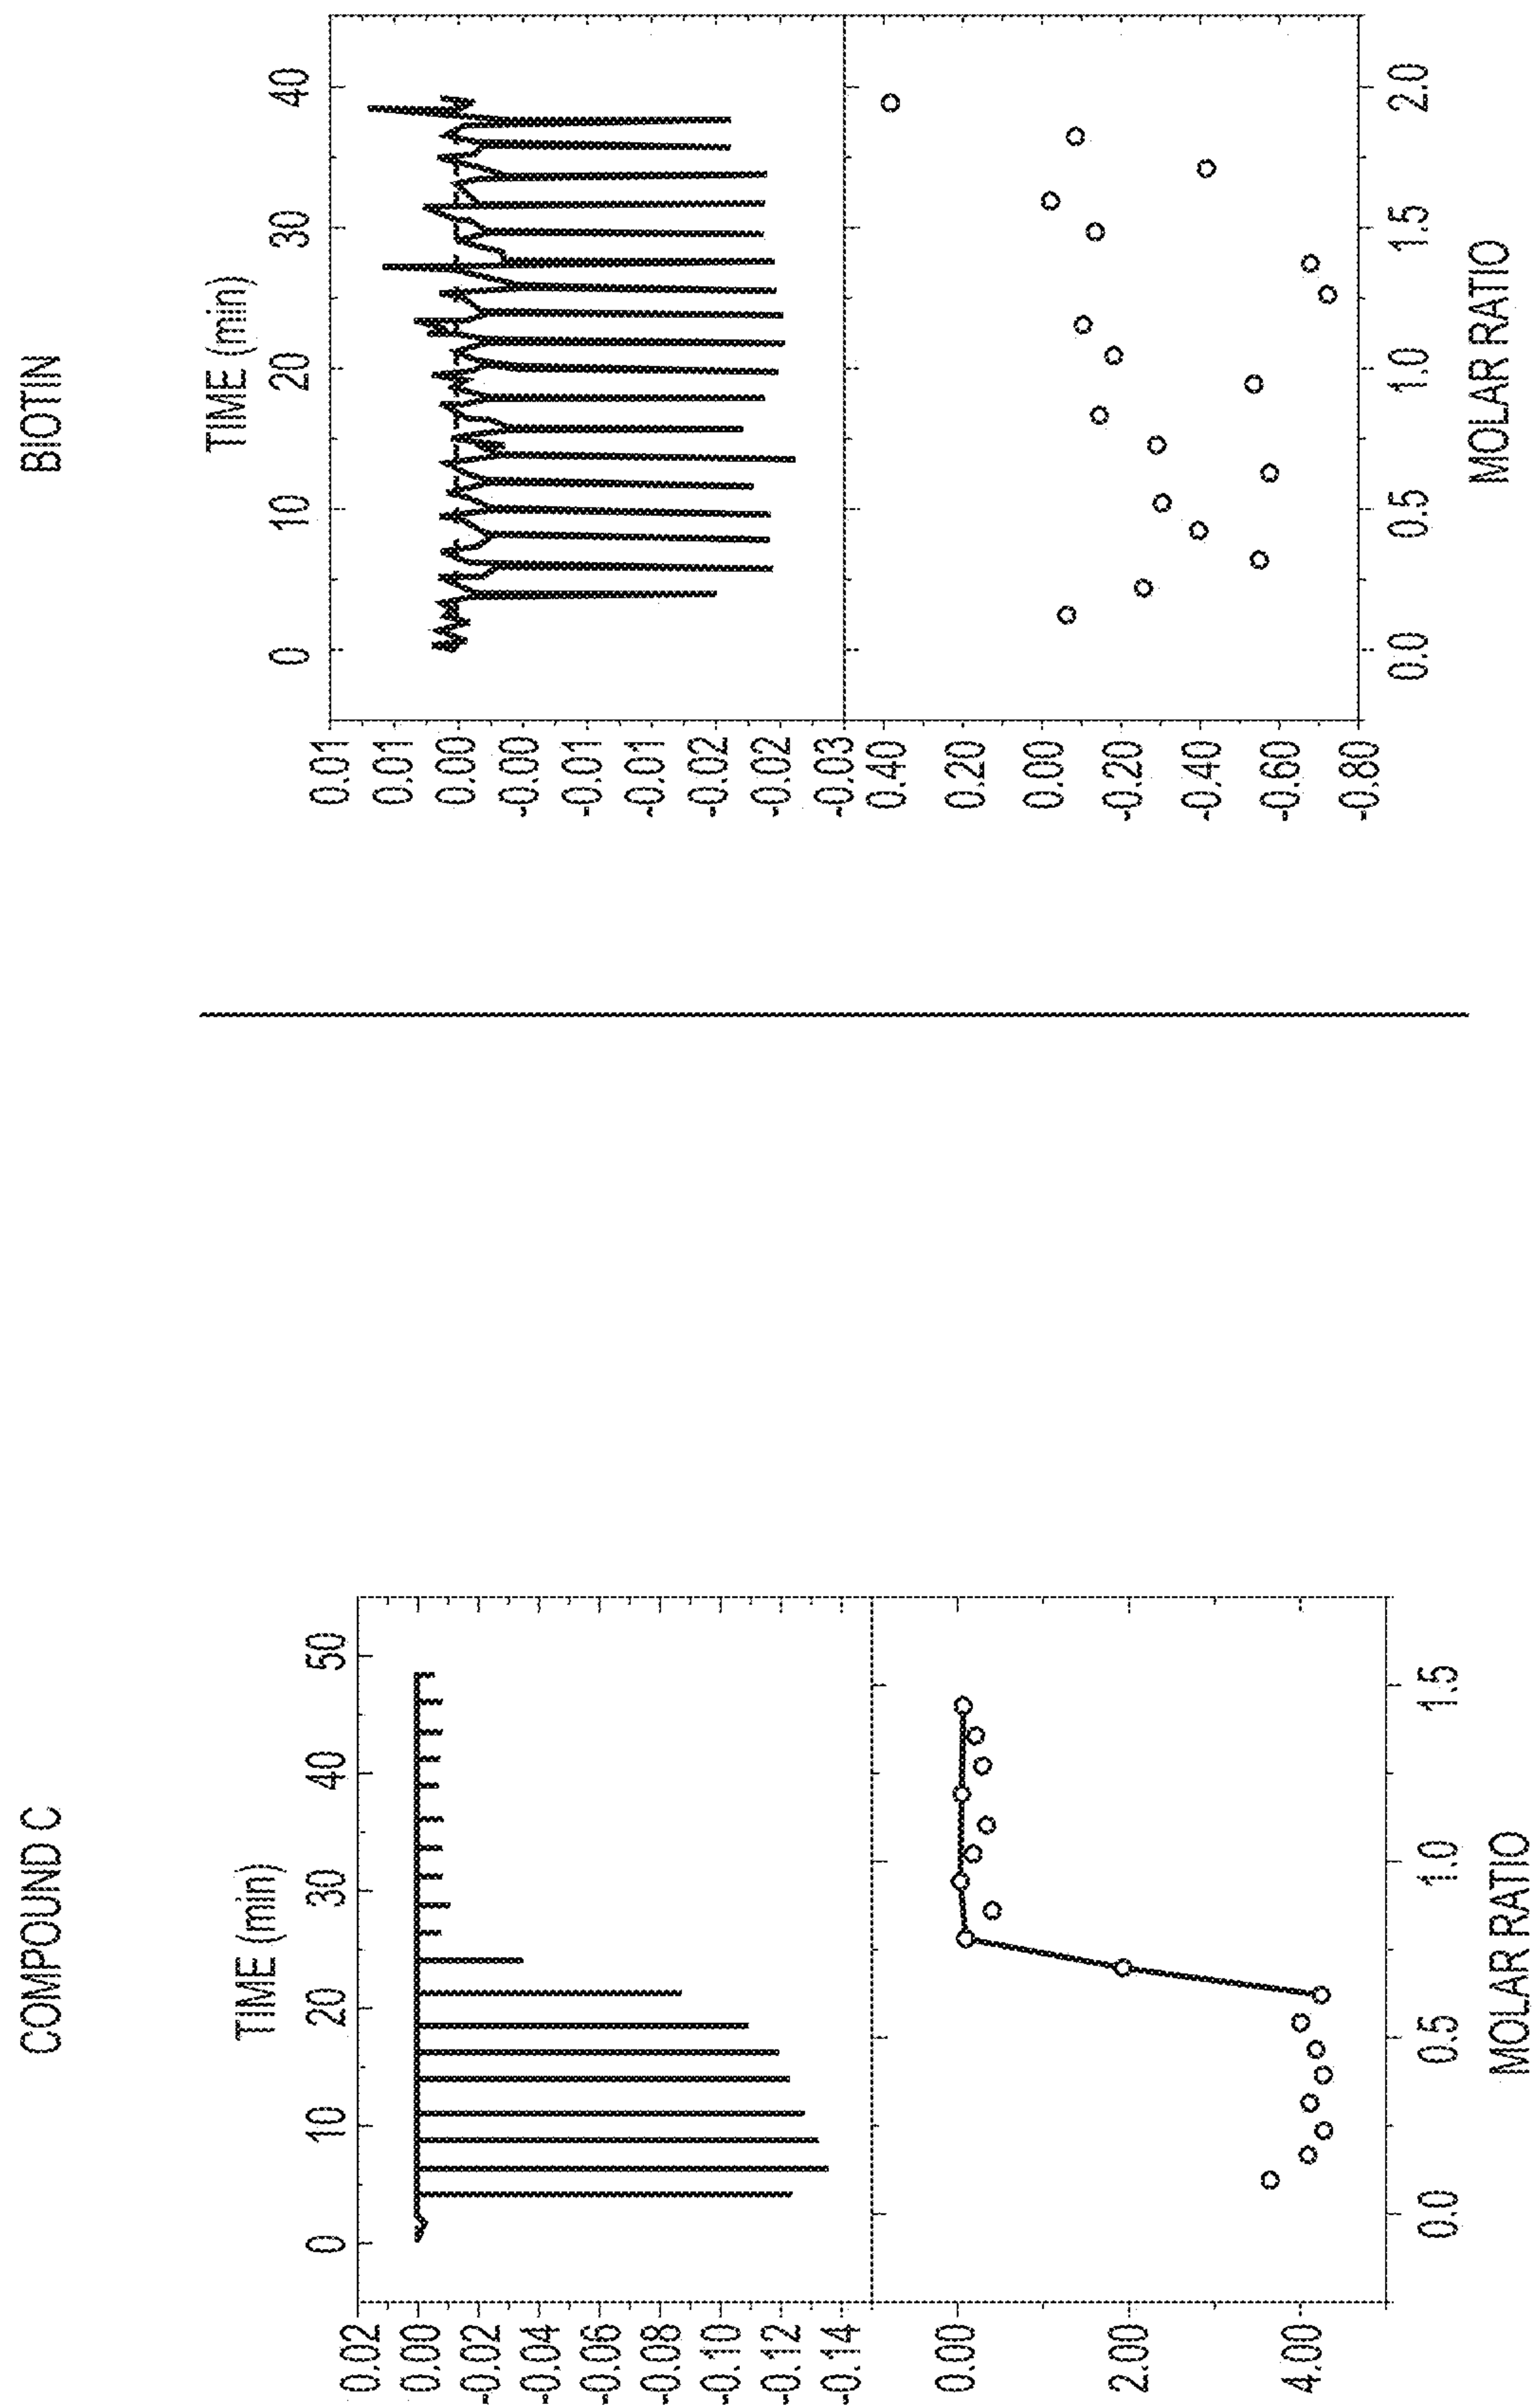 COMPOUND C
TIME (min)
0 10 20 30 40 50
0.02
0.00
-0.02
-0.04
-0.06
-0.08
-0.10
-0.12
-0.14
0.00
2.00
4.00
0.0 0.5 1.0 1.5
MOLAR RATIO
BIOTIN
TIME (min)
0 10 20 30 40
0.01
0.01
0.00
-0.00
-0.01
-0.01
-0.02
-0.02
-0.03
0.40
0.20
0.00
-0.20
-0.40
-0.60
-0.80
0.0 0.5 1.0 1.5 2.0
MOLAR RATIO